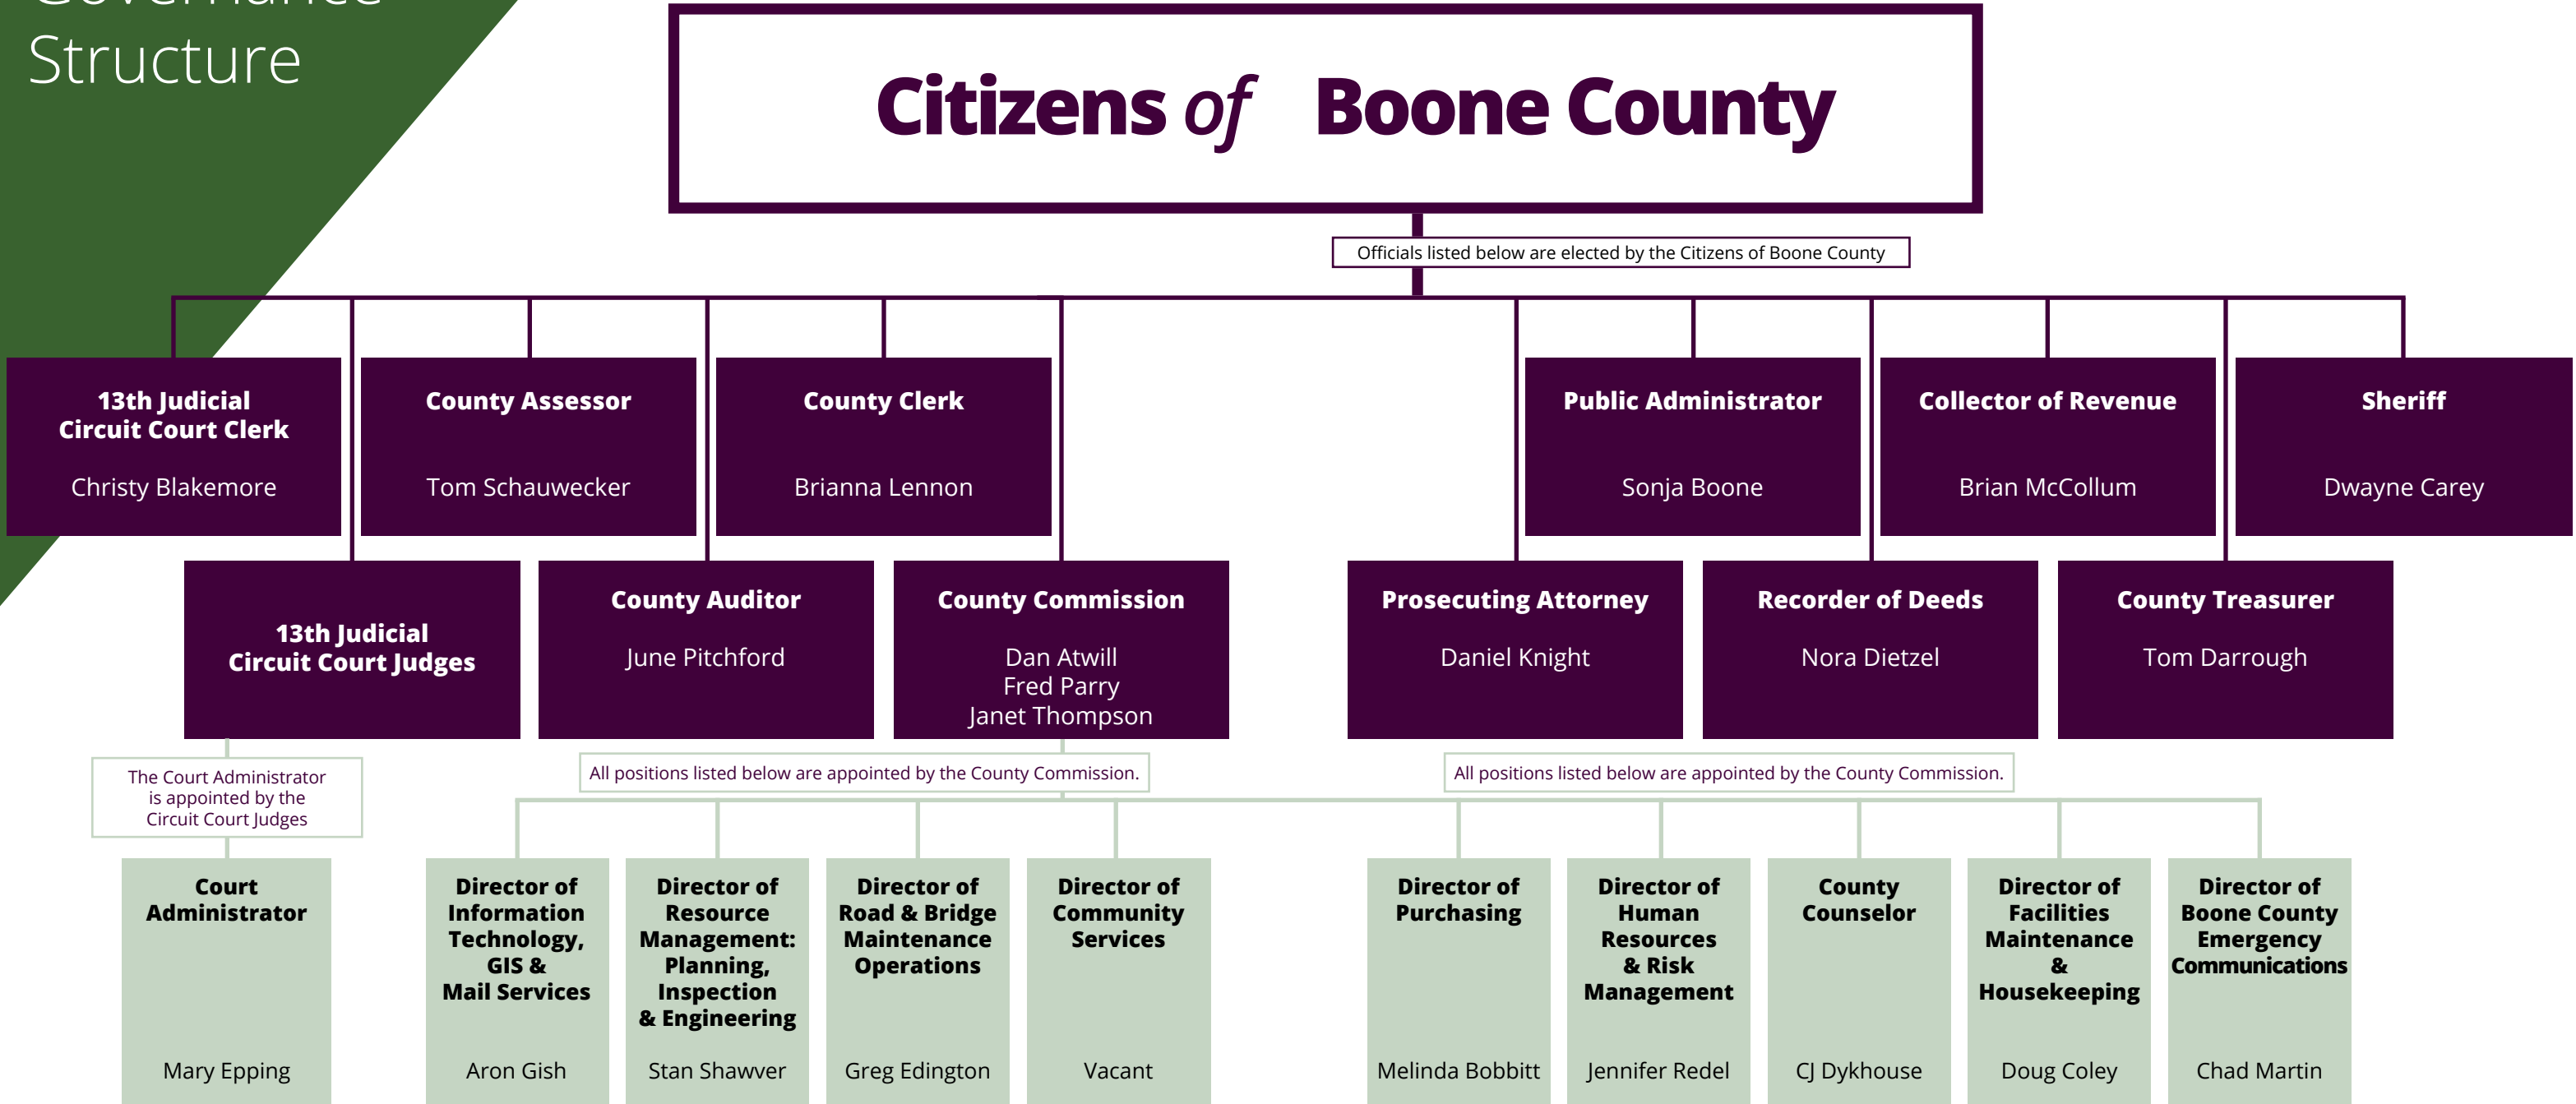 Governance
Structure
Citizens of Boone County
Officials listed below are elected by the Citizens of Boone County
13th Judicial
Circuit Court Clerk
Christy Blakemore
County Assessor
Tom Schauwecker
County Clerk
Brianna Lennon
Public Administrator
Sonja Boone
Collector of Revenue
Brian McCollum
Sheriff
Dwayne Carey
13th Judicial
Circuit Court Judges
County Auditor
June Pitchford
County Commission
Dan Atwill
Fred Parry
Janet Thompson
Prosecuting Attorney
Daniel Knight
Recorder of Deeds
Nora Dietzel
County Treasurer
Tom Darrough
The Court Administrator
is appointed by the
Circuit Court Judges
All positions listed below are appointed by the County Commission.
All positions listed below are appointed by the County Commission.
Court
Administrator
Mary Epping
Director of
Information
Technology,
GIS &
Mail Services
Aron Gish
Director of
Resource
Management:
Planning,
Inspection
& Engineering
Stan Shawver
Director of
Road & Bridge
Maintenance
Operations
Greg Edington
Director of
Community
Services
Vacant
Director of
Purchasing
Melinda Bobbitt
Director of
Human
Resources
& Risk
Management
Jennifer Redel
County
Counselor
CJ Dykhouse
Director of
Facilities
Maintenance
&
Housekeeping
Doug Coley
Director of
Boone County
Emergency
Communications
Chad Martin